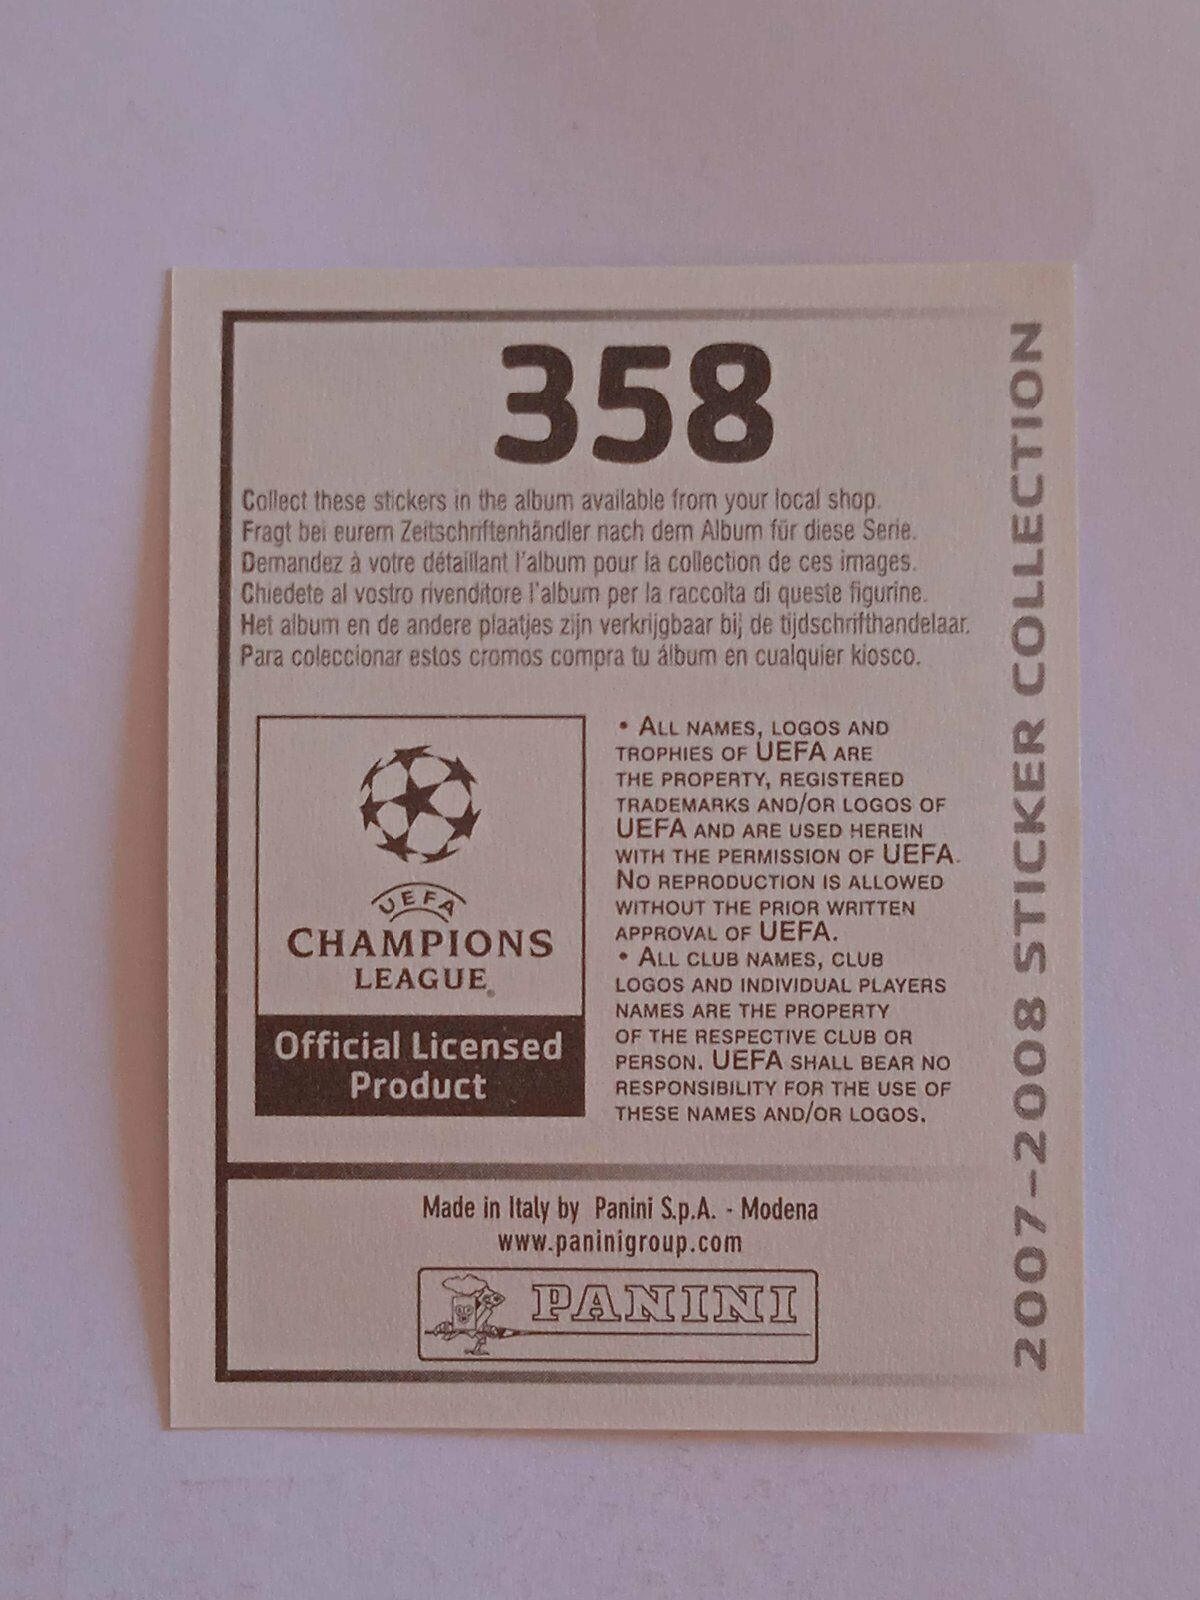 358
Collect these stickers in the album available from your local shop.
Fragt bei eurem Zeitschriftenhändler nach dem Album für diese Serie.
Demandez à votre détaillant l'album pour la collection de ces images.
Chiedete al vostro rivenditore l'album per la raccolta di queste figurine.
Het album en de andere plaatjes zijn verkrijgbaar bij de tijdschrifthandelaar.
Para coleccionar estos cromos compra tu álbum en cualquier kiosco.
UEFA
CHAMPIONS
LEAGUE®
Official Licensed
Product
• ALL NAMES, LOGOS AND
TROPHIES OF UEFA ARE
THE PROPERTY, REGISTERED
TRADEMARKS AND/OR LOGOS OF
UEFA AND ARE USED HEREIN
WITH THE PERMISSION OF UEFA.
NO REPRODUCTION IS ALLOWED
WITHOUT THE PRIOR WRITTEN
APPROVAL OF UEFA.
• ALL CLUB NAMES, CLUB
LOGOS AND INDIVIDUAL PLAYERS
NAMES ARE THE PROPERTY
OF THE RESPECTIVE CLUB OR
PERSON. UEFA SHALL BEAR NO
RESPONSIBILITY FOR THE USE OF
THESE NAMES AND/OR LOGOS.
Made in Italy by Panini S.p.A. - Modena
www.paninigroup.com
PANINI
2007-2008 STICKER COLLECTION